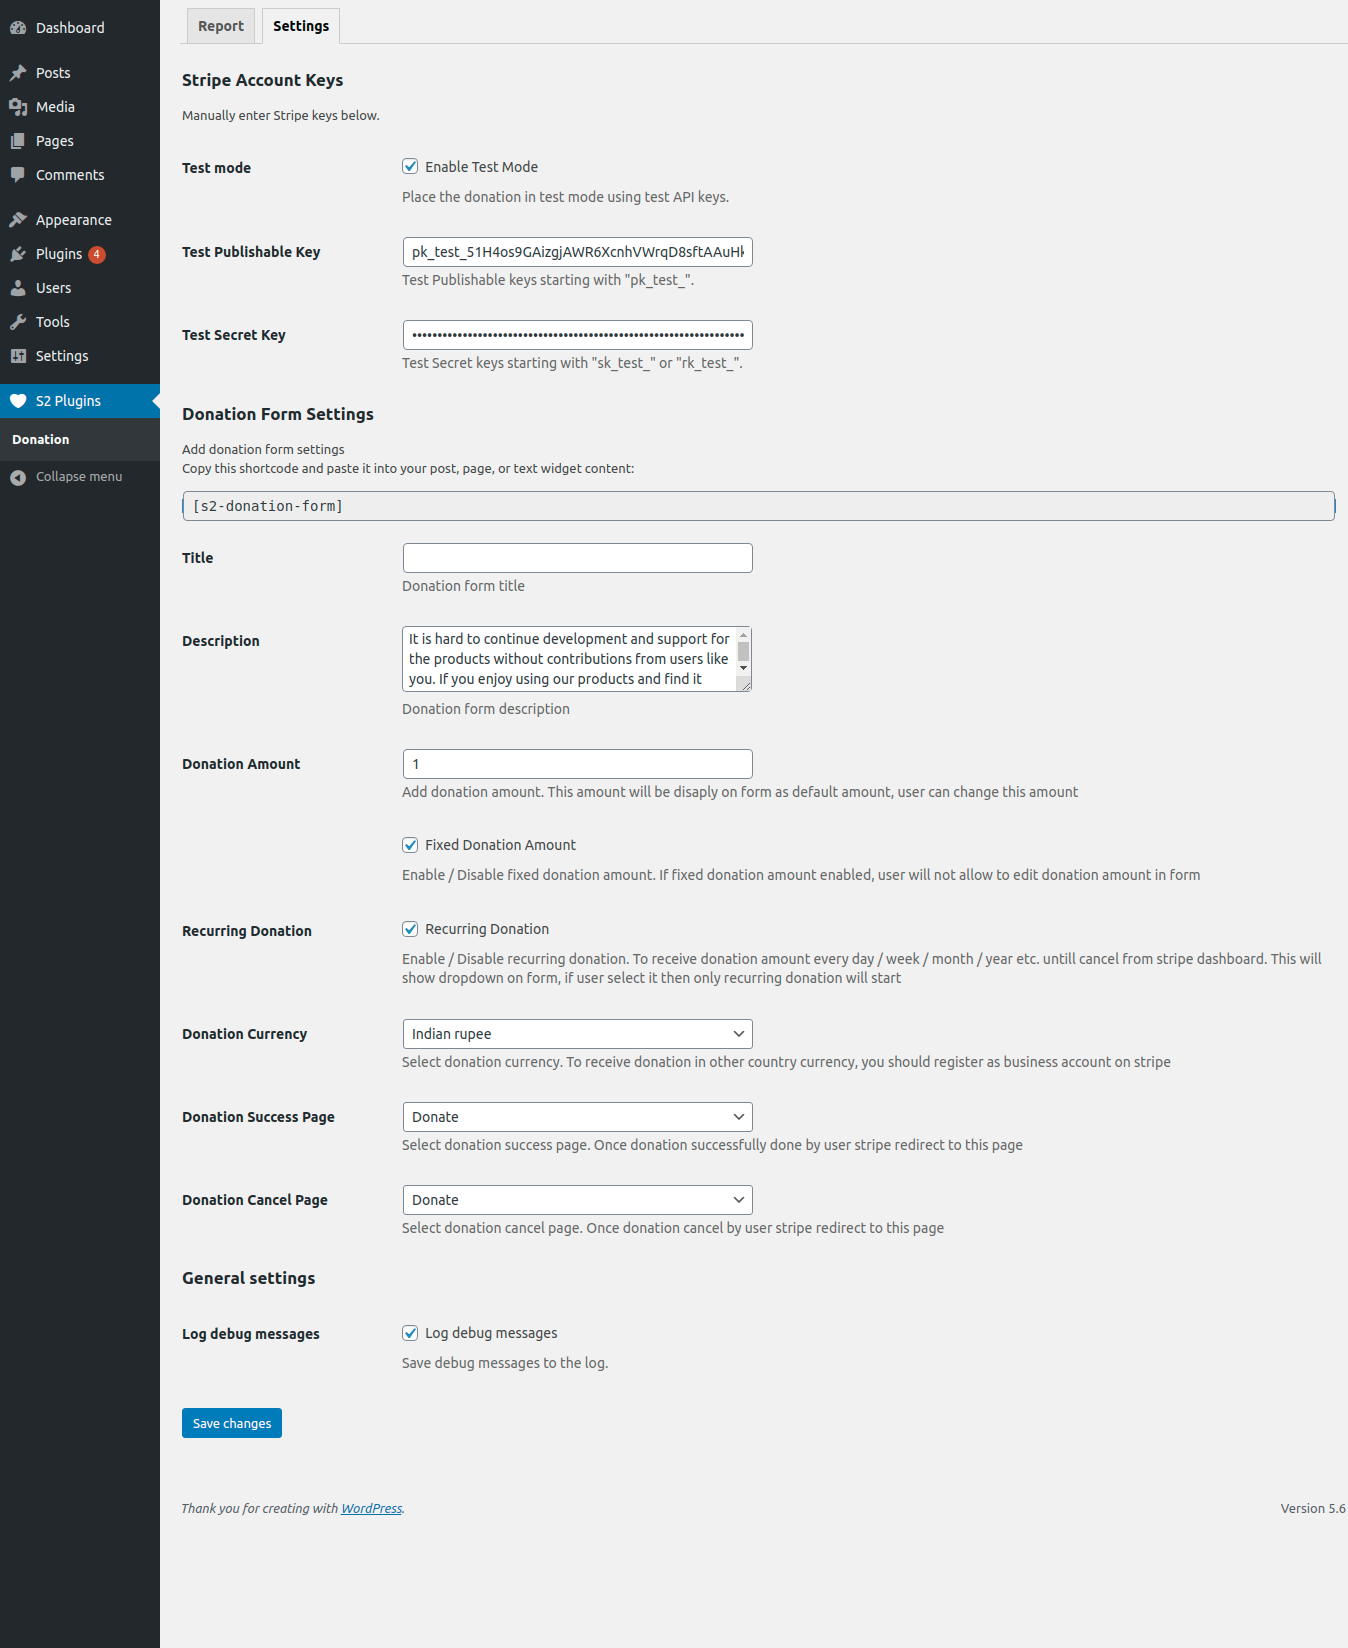 Dashboard
Posts
Media
Pages
Comments
Appearance
Plugins 4
Users
Tools
Settings
S2 Plugins
Donation
Collapse menu
Report
Settings
Stripe Account Keys
Manually enter Stripe keys below.
Test mode
Enable Test Mode
Place the donation in test mode using test API keys.
Test Publishable Key
pk_test_51H4os9GAizgjAWR6XcnhVWrqD8sftAAuH
Test Publishable keys starting with "pk_test_".
Test Secret Key
Test Secret keys starting with "sk_test_" or "rk_test_".
Donation Form Settings
Add donation form settings
Copy this shortcode and paste it into your post, page, or text widget content:
[s2-donation-form]
Title
Donation form title
Description
It is hard to continue development and support for
the products without contributions from users like
you. If you enjoy using our products and find it
Donation form description
Donation Amount
1
Add donation amount. This amount will be disaply on form as default amount, user can change this amount
Fixed Donation Amount
Enable / Disable fixed donation amount. If fixed donation amount enabled, user will not allow to edit donation amount in form
Recurring Donation
Recurring Donation
Enable / Disable recurring donation. To receive donation amount every day / week / month / year etc. untill cancel from stripe dashboard. This will
show dropdown on form, if user select it then only recurring donation will start
Donation Currency
Indian rupee
Select donation currency. To receive donation in other country currency, you should register as business account on stripe
Donation Success Page
Donate
Select donation success page. Once donation successfully done by user stripe redirect to this page
Donation Cancel Page
Donate
Select donation cancel page. Once donation cancel by user stripe redirect to this page
General settings
Log debug messages
Log debug messages
Save debug messages to the log.
Save changes
Thank you for creating with WordPress.
Version 5.6